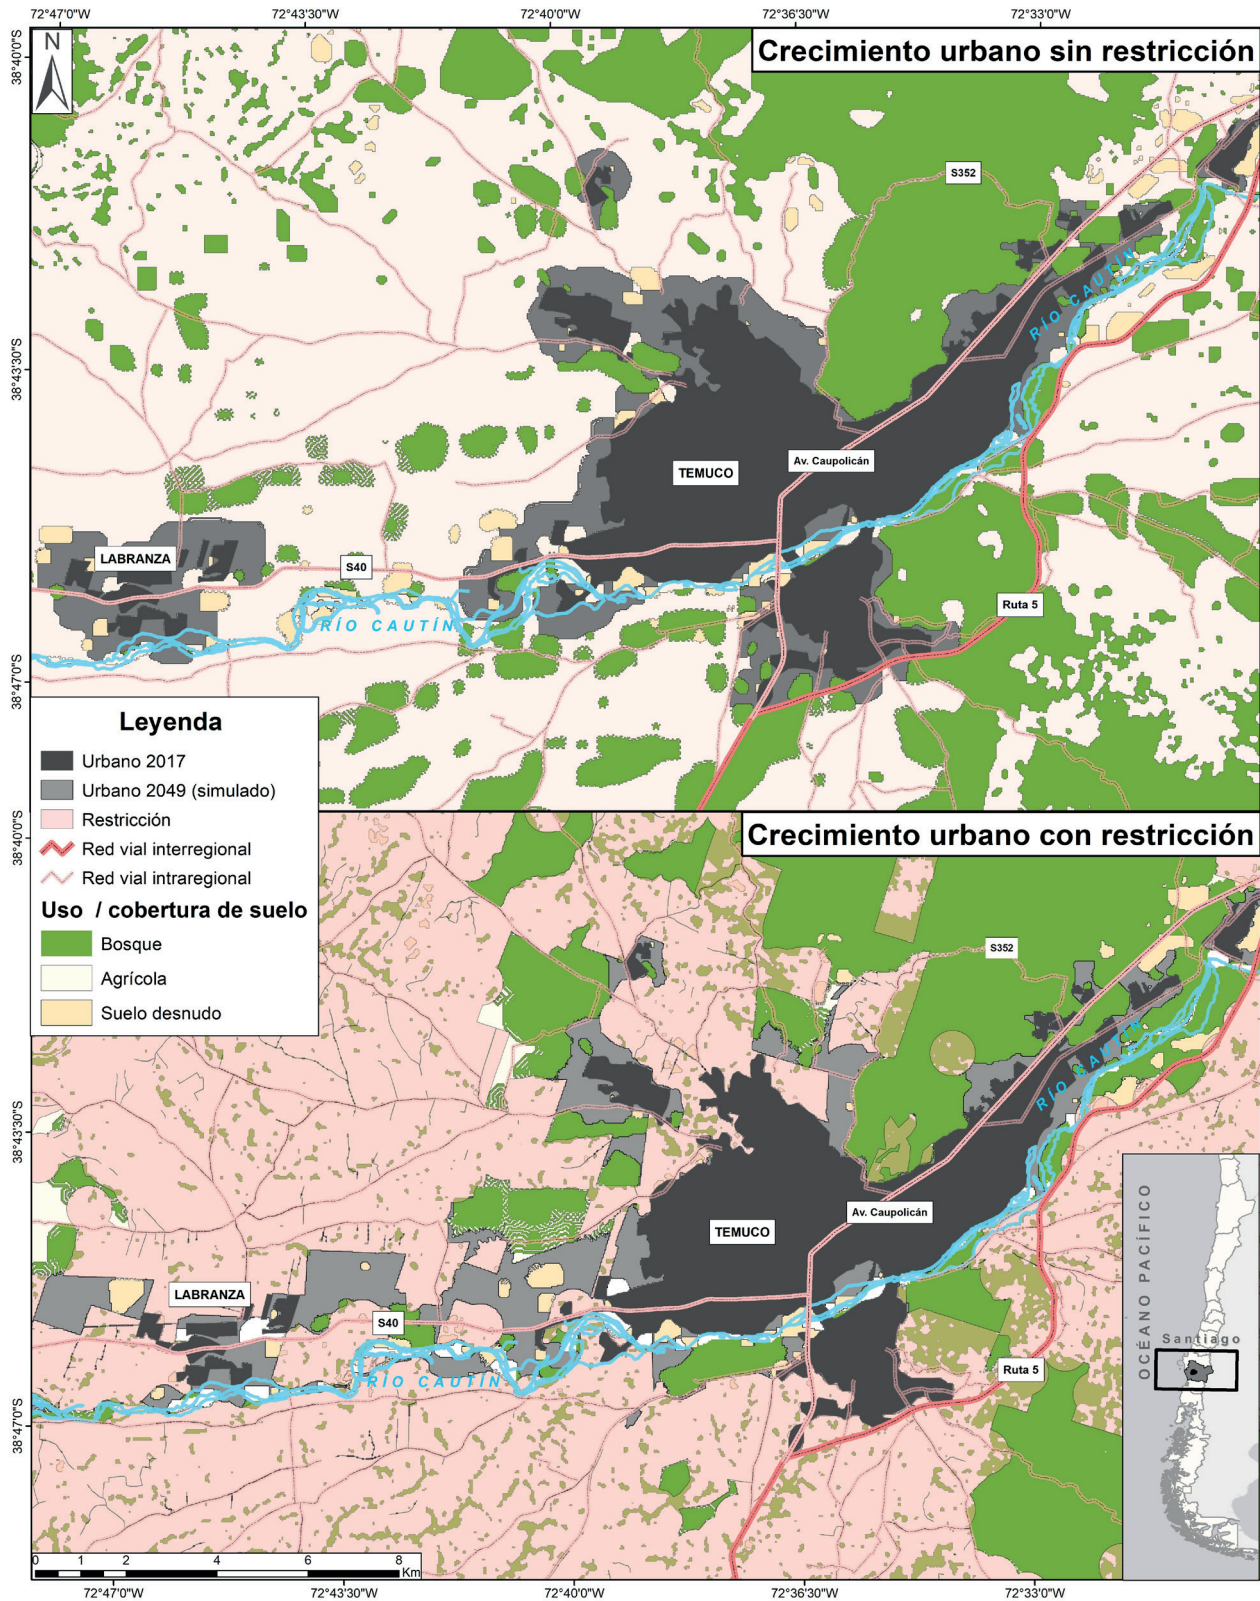 72°47'0"W
72°43'30"W
72°40'0"W
72°36'30"W
72°33'0"W
38°40'0"S
38°43'30"S
38°47'0"S
N
Crecimiento urbano sin restricción
S352
RÍO CAUTÍN
TEMUCO
Av. Caupolicán
LABRANZA
S40
RÍO CAUTÍN
Ruta 5
Leyenda
Urbano 2017
Urbano 2049 (simulado)
Restricción
Red vial interregional
Red vial intraregional
Uso / cobertura de suelo
Bosque
Agrícola
Suelo desnudo
Crecimiento urbano con restricción
38°40'0"S
38°43'30"S
38°47'0"S
S352
RÍO CAUTÍN
Av. Caupolicán
TEMUCO
LABRANZA
S40
RÍO CAUTÍN
Ruta 5
OCÉANO PACÍFICO
Santiago
0 1 2 4 6 8
Km
72°47'0"W
72°43'30"W
72°40'0"W
72°36'30"W
72°33'0"W